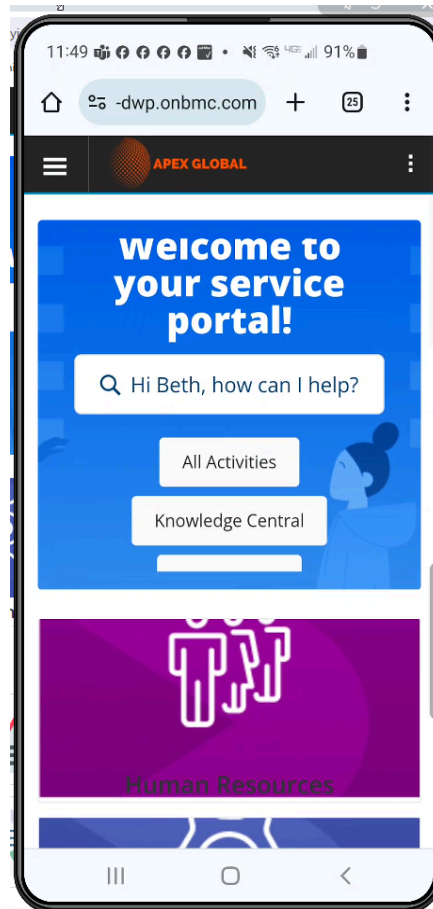 11:49
4GE 91%
-dwp.onbmc.com
25
APEX GLOBAL
Welcome to
your service
portal!
Hi Beth, how can I help?
All Activities
Knowledge Central
Human Resources